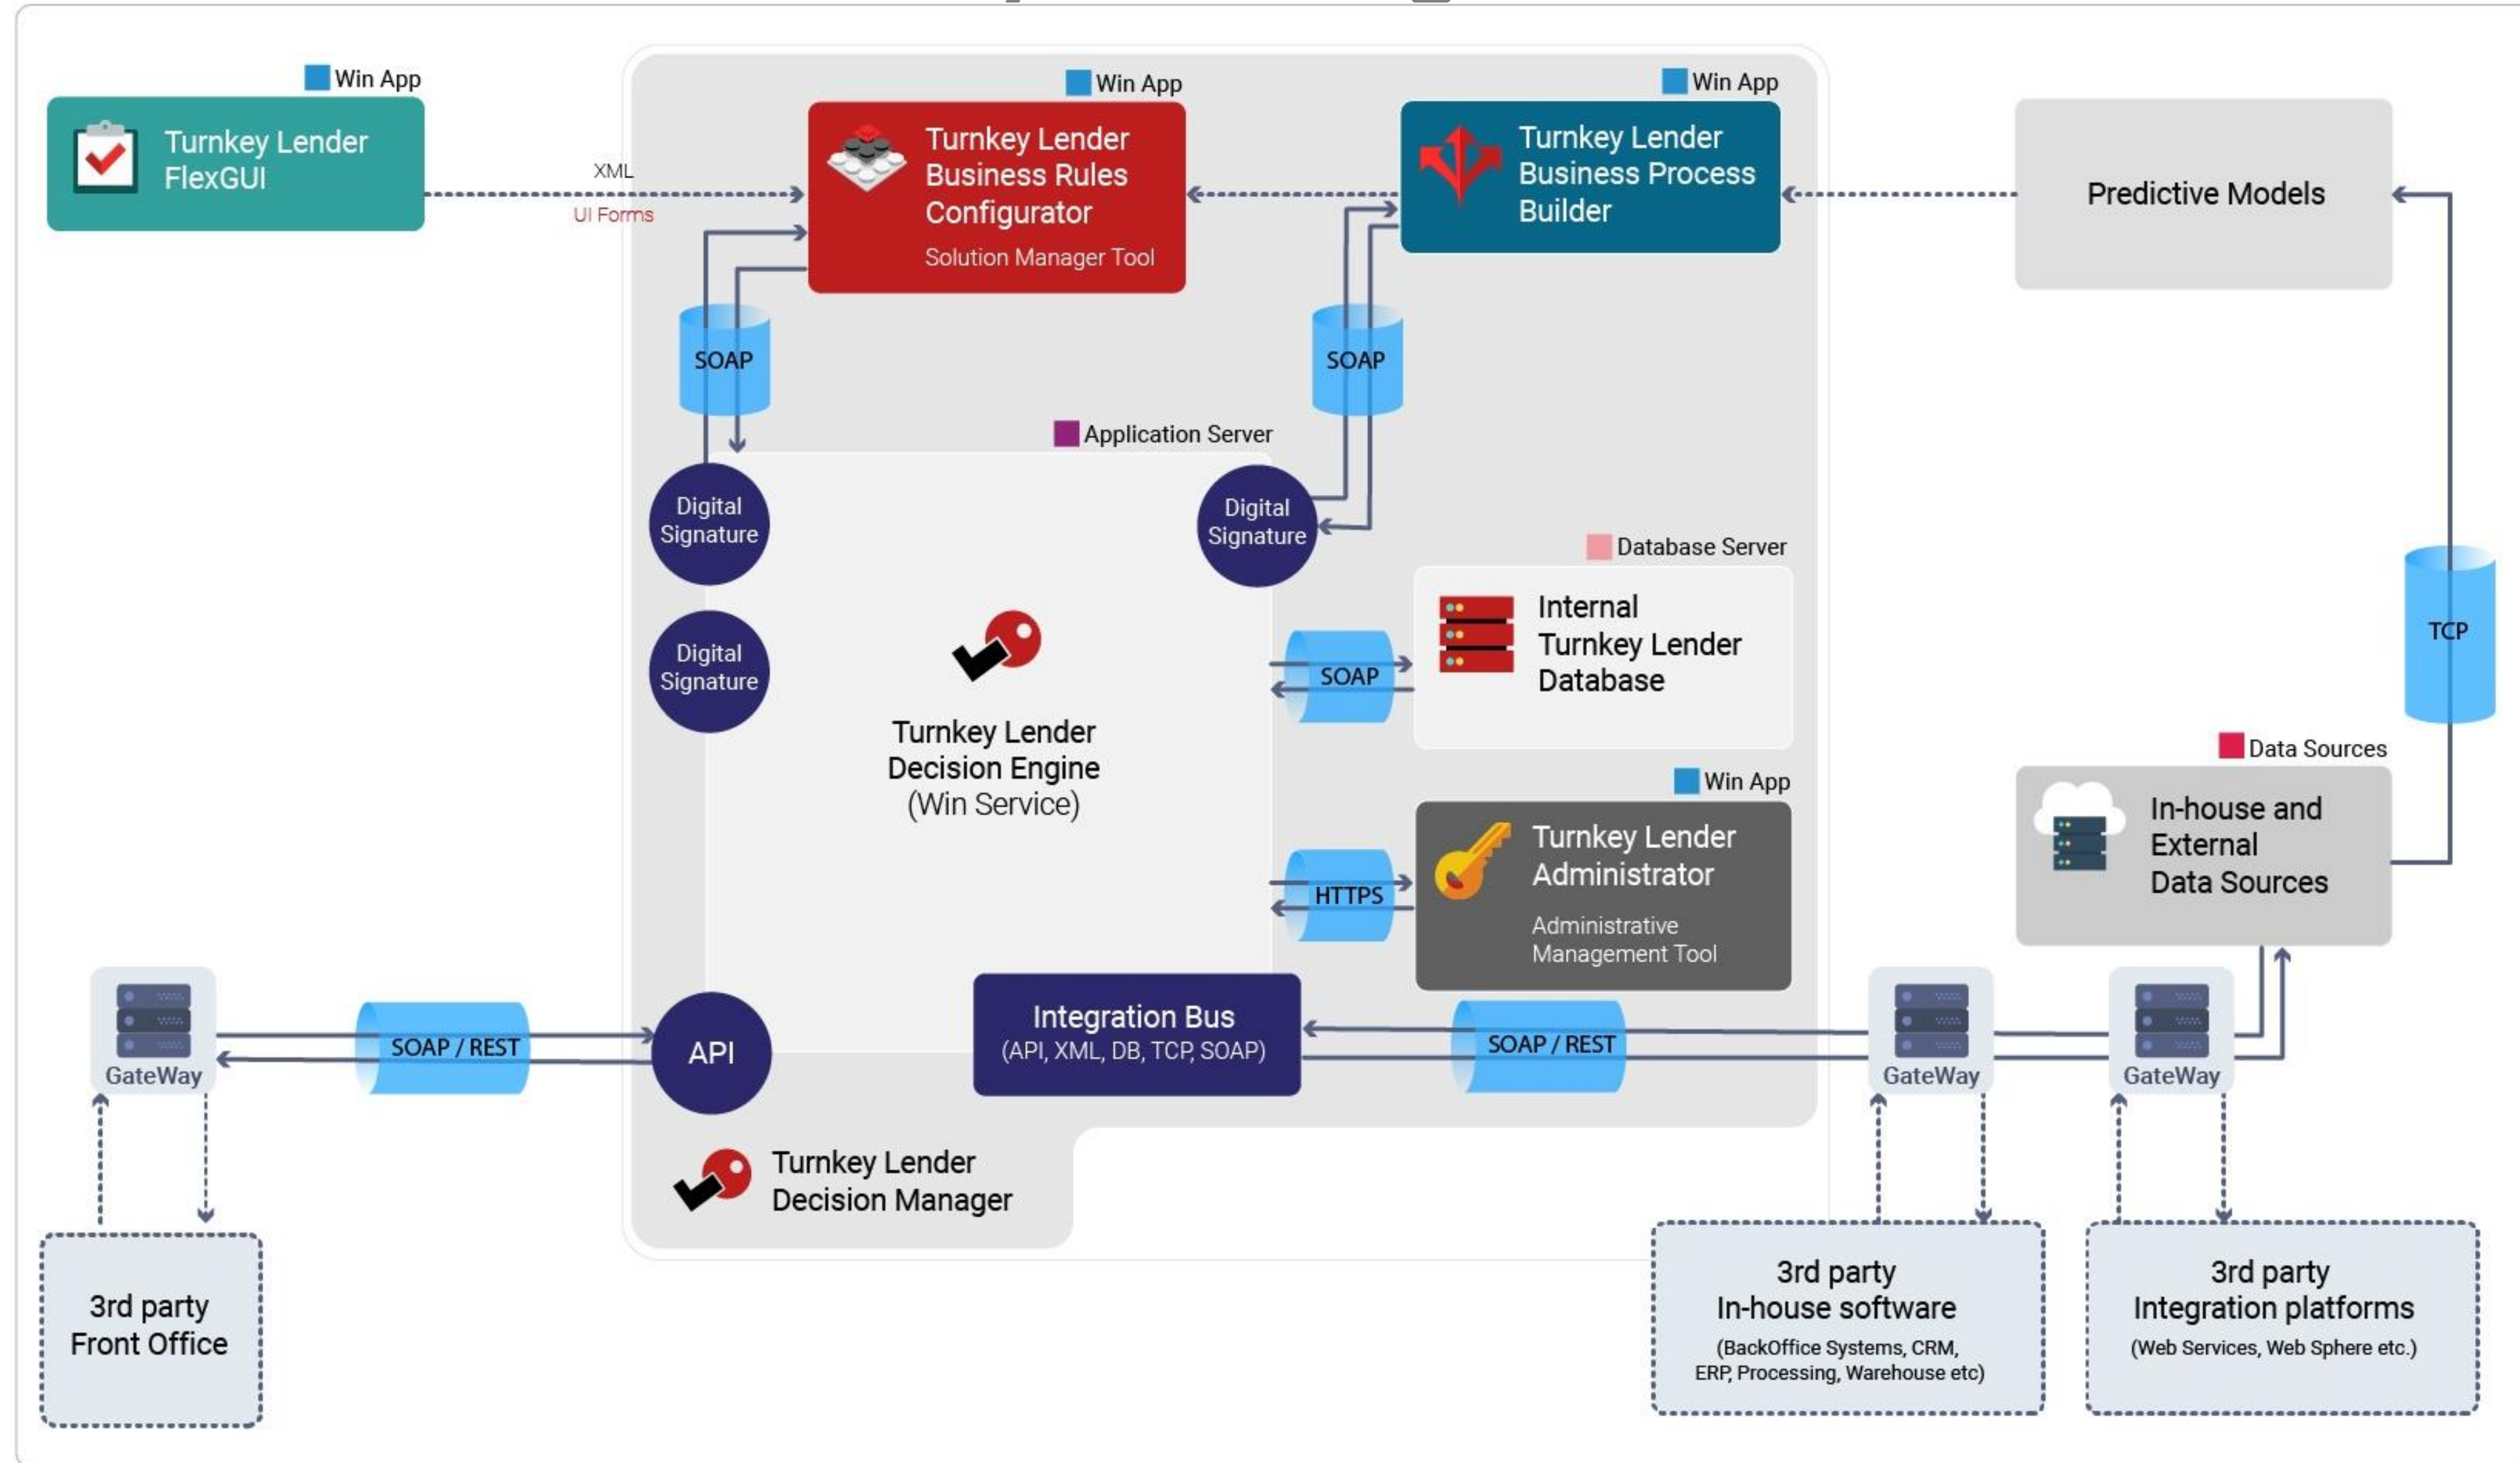 Win App
Turnkey Lender
FlexGUI
XML
UI Forms
Win App
Turnkey Lender
Business Rules
Configurator
Solution Manager Tool
Win App
Turnkey Lender
Business Process
Builder
Predictive Models
SOAP
SOAP
Application Server
Digital
Signature
Digital
Signature
Digital
Signature
Turnkey Lender
Decision Engine
(Win Service)
Database Server
Internal
Turnkey Lender
Database
SOAP
TCP
Win App
Turnkey Lender
Administrator
Administrative
Management Tool
HTTPS
Data Sources
In-house and
External
Data Sources
GateWay
SOAP / REST
API
Integration Bus
(API, XML, DB, TCP, SOAP)
SOAP / REST
GateWay
GateWay
Turnkey Lender
Decision Manager
3rd party
Front Office
3rd party
In-house software
(BackOffice Systems, CRM,
ERP, Processing, Warehouse etc)
3rd party
Integration platforms
(Web Services, Web Sphere etc.)